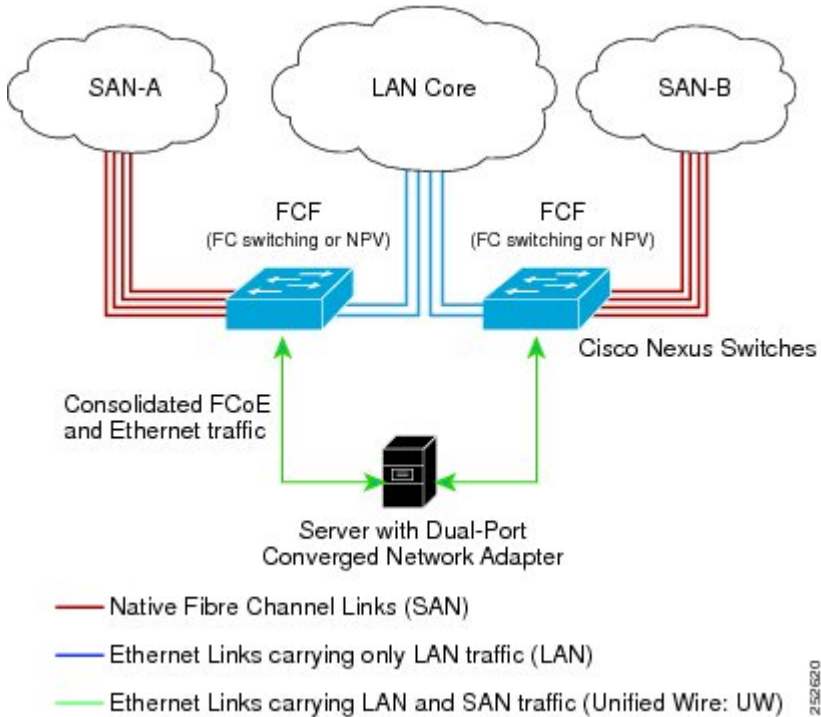 SAN-A
LAN Core
SAN-B
FCF
(FC switching or NPV)
FCF
(FC switching or NPV)
Cisco Nexus Switches
Consolidated FCoE
and Ethernet traffic
Server with Dual-Port
Converged Network Adapter
Native Fibre Channel Links (SAN)
Ethernet Links carrying only LAN traffic (LAN)
Ethernet Links carrying LAN and SAN traffic (Unified Wire: UW)
252620